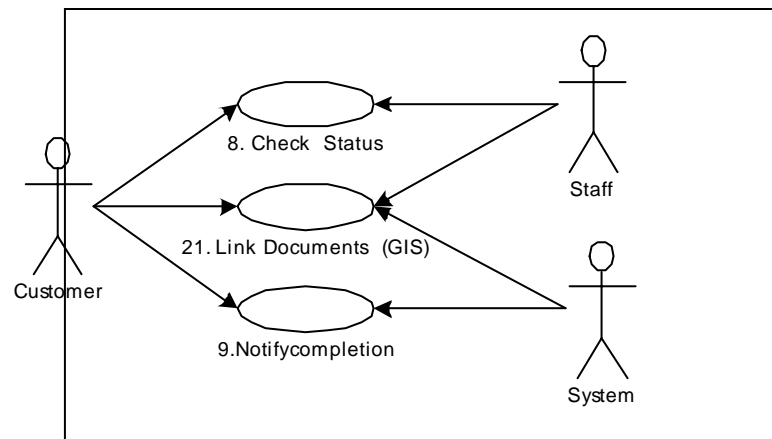 8. Check Status
Staff
21. Link Documents (GIS)
Customer
9.Notifycompletion
System